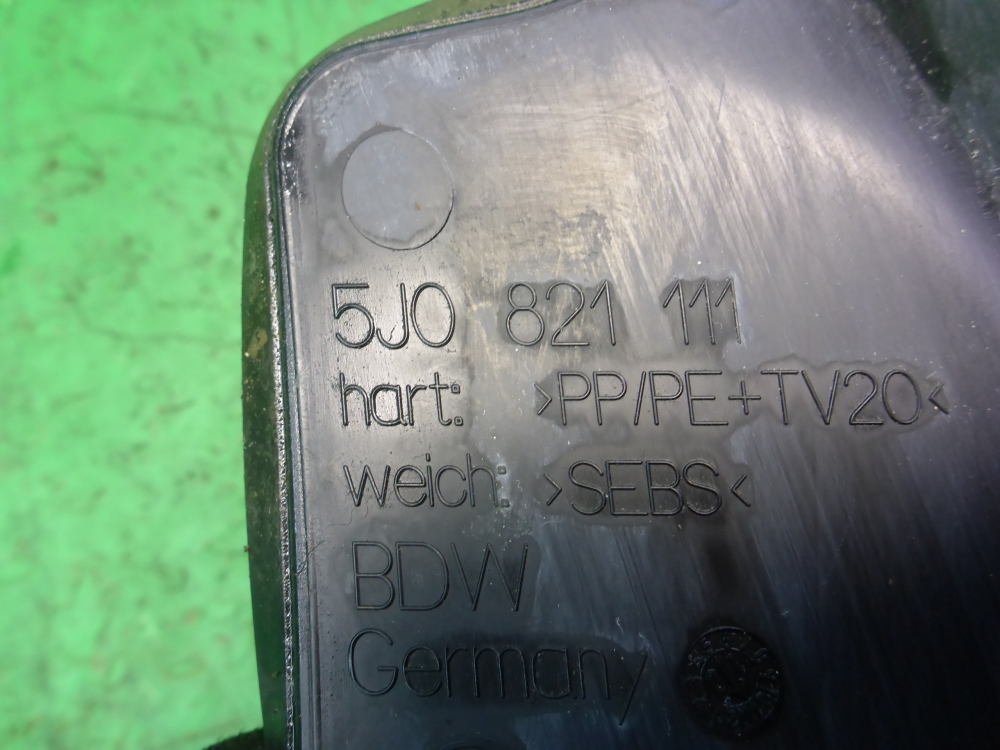 5J0 821 111
hart: >PP/PE+TV20<
weich: >SEBS<
BDW
Germany